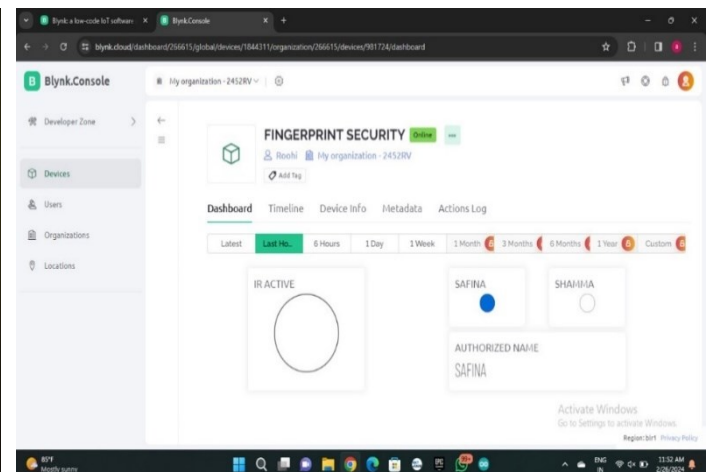 Blynk: a low-code IoT software
Blynk.Console
blynk.cloud/dashboard/266615/global/devices/1844311/organization/266615/devices/981724/dashboard
B Blynk.Console
My organization - 2452RV
Developer Zone
Devices
Users
Organizations
Locations
FINGERPRINT SECURITY Online
Roohi My organization - 2452RV
Add Tag
Dashboard Timeline Device Info Metadata Actions Log
Latest Last Ho.. 6 Hours 1 Day 1 Week 1 Month 3 Months 6 Months 1 Year Custom
IR ACTIVE
SAFINA
SHAMMA
AUTHORIZED NAME
SAFINA
Activate Windows
Go to Settings to activate Windows.
Region: blr1 Privacy Policy
85°F
Mostly sunny
99+
ENG
IN
11:52 AM
2/26/2024